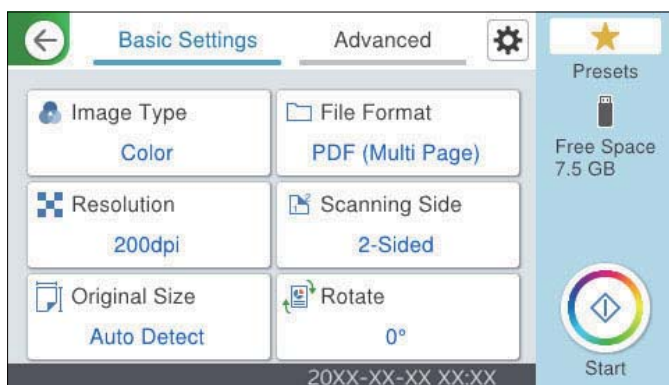 Basic Settings
Advanced
Presets
Image Type
Color
File Format
PDF (Multi Page)
Free Space
7.5 GB
Resolution
200dpi
Scanning Side
2-Sided
Original Size
Auto Detect
Rotate
0°
Start
20XX-XX-XX XX:XX